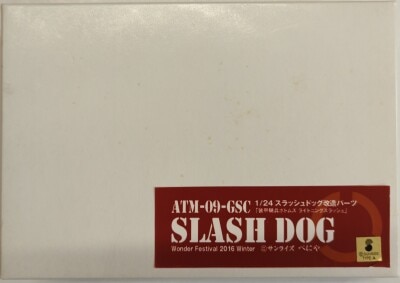 ATM-09-GSC 1/24 スラッシュドッグ改造パーツ
『装甲騎兵ボトムズ ライトニングスラッシュ』
SLASH DOG
Wonder Festival 2016 Winter ©サンライズ べにや